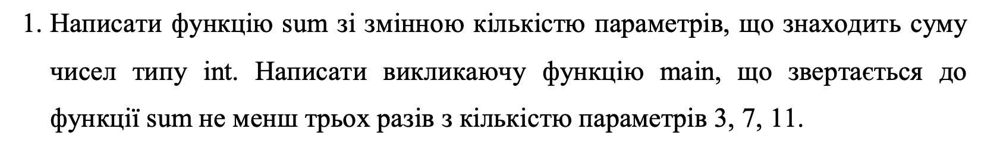 1. Написати функцію sum зі змінною кількістю параметрів, що знаходить суму
чисел типу int. Написати викликаючу функцію main, що звертається до
функції sum не менш трьох разів з кількістю параметрів 3, 7, 11.